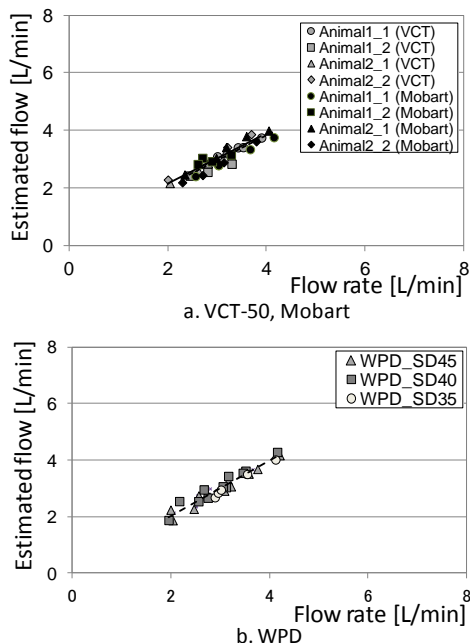 Estimated flow [L/min]
8
6
4
2
0
Animal1_1 (VCT)
Animal1_2 (VCT)
Animal2_1 (VCT)
Animal2_2 (VCT)
Animal1_1 (Mobart)
Animal1_2 (Mobart)
Animal2_1 (Mobart)
Animal2_2 (Mobart)
0 2 4 6 8
Flow rate [L/min]
a. VCT-50, Mobart
Estimated flow [L/min]
8
6
4
2
0
WPD_SD45
WPD_SD40
WPD_SD35
0 2 4 6 8
Flow rate [L/min]
b. WPD